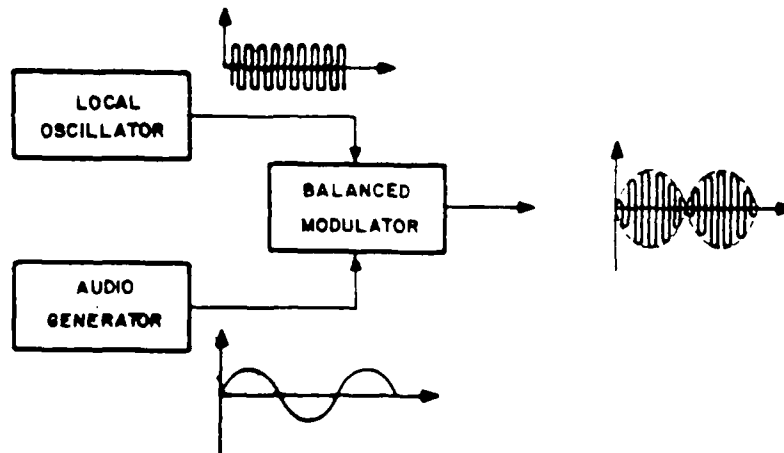 LOCAL
OSCILLATOR
BALANCED
MODULATOR
AUDIO
GENERATOR